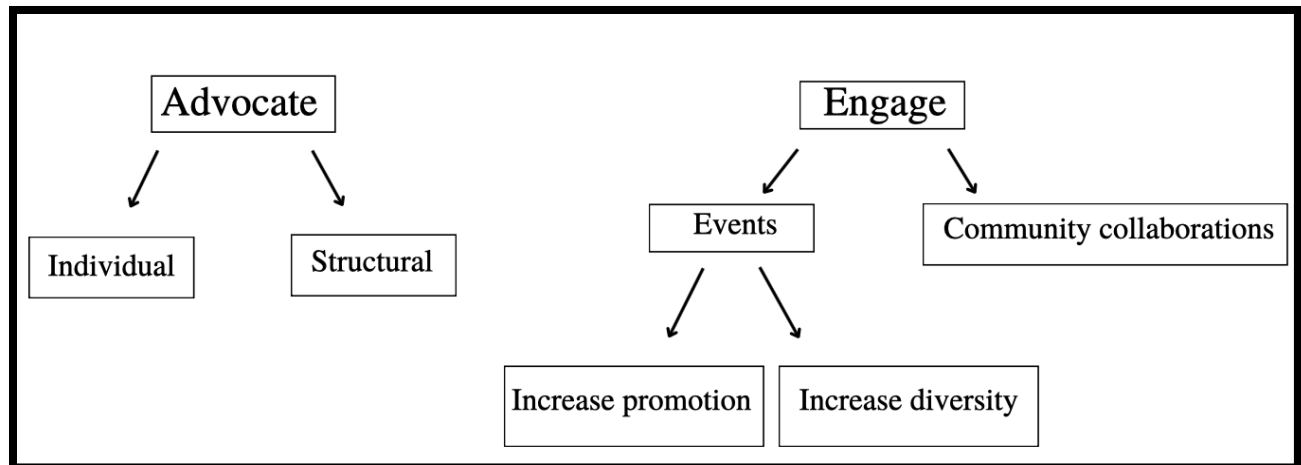 Advocate
Engage
Individual
Structural
Events
Community collaborations
Increase promotion
Increase diversity